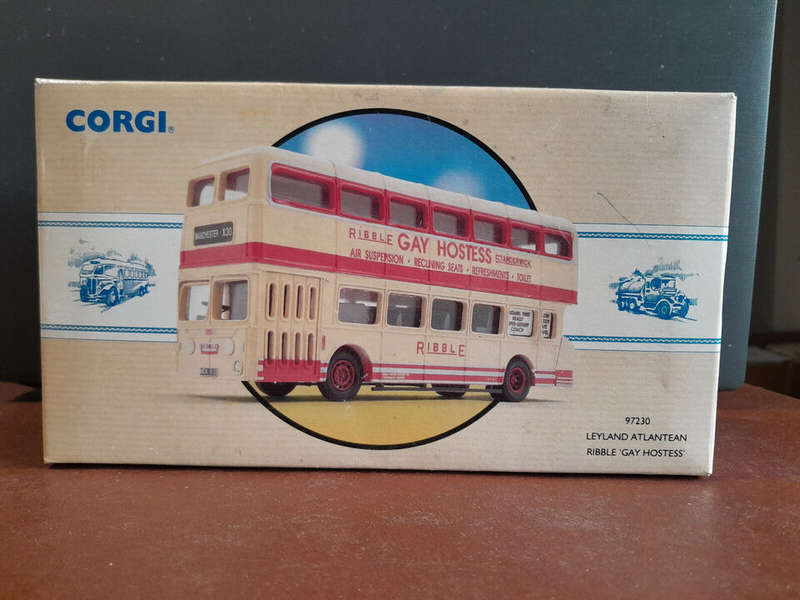 CORGI®
MANCHESTER X30
RIBBLE GAY HOSTESS STANDERWICK
AIR SUSPENSION · RECLINING SEATS · REFRESHMENTS · TOILET
RIBBLE
97230
LEYLAND ATLANTEAN
RIBBLE 'GAY HOSTESS'